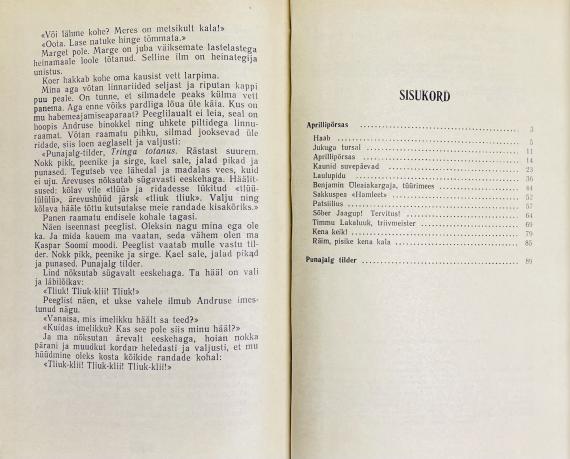 «Või lähme kohe? Meres on metsikult kala!»
«Oota. Lase natuke hinge tõmmata.»
Marget pole. Marge on juba väiksemate lastelastega
heinamaale loole tõtanud. Selline ilm on heinategija
unistus.
Koer hakkab kohe oma kausist vett larpima.
Mina aga võtan linnariided seljast ja riputan kappi
puu peale. On tunne, et silmadele peaks külma vett
panema. Aga enne võiks pardliga lõua üle käia. Kus on
mu habemeajamiseaparaat? Peeglilaualt ei leia, seal on
hoopis Andruse binokkel ning uhkete piltidega linnu-
raamat. Võtan raamatu pihku, silmad jooksevad üle
ridade, siis loen aeglaselt ja valjusti:
«Punajalg-tilder, Tringa totanus. Rästast suurem.
Nokk pikk, peenike ja sirge, kael sale, jalad pikad ja
punased. Tegutseb vee lähedal ja madalas vees, kuid
ei uju. Ärevuses nõksutab sügavasti eeskehaga. Häälit-
sused: kõlav vile «tlüü» ja ridadesse lükitud «tlüü-
lülülü», ärevushüüd järsk «tliuk tliuk». Valju ning
kõlava hääle tõttu kutsutakse meie randade kisakõriks.»
Panen raamatu endisele kohale tagasi.
Näen iseennast peeglist. Oleksin nagu mina ega ole
ka. Ja mida kauem ma vaatan, seda vähem olen ma
Kaspar Soomi moodi. Peeglist vaatab mulle vastu til-
der. Nokk pikk, peenike ja sirge. Kael sale, jalad pikad
ja punased. Punajalg tilder.
Lind nõksutab sügavalt eeskehaga. Ta hääl on vali
ja läbilõikav:
«Tliuk! Tliuk-klii! Tliuk!»
Peeglist näen, et ukse vahele ilmub Andruse imes-
tunud nägu.
«Vanaisa, mis imelikku häält sa teed?»
«Kuidas imelikku? Kas see pole siis minu hääl?»
Ja ma nõksutan ärevalt eeskehaga, hoian nokka
pärani ja muudkut kordan heledasti ja valjusti, et mu
hüüdmine oleks kosta kõikide randade kohal:
«Tliuk-klii! Tliuk-klii! Tliuk-klii!»
SISUKORD
Aprillipõrsas 3
Haab 5
Jukuga tursal 11
Aprillipõrsas 14
Kaunid suvepäevad 23
Laulupidu 36
Benjamin Oleaiakargaja, tüürimees 44
Sakkuspea «Hamlet» 52
Patsiilius 57
Sõber Jaagup! Tervitus! 64
Timmu Lakaluuk, triivmeister 69
Kena keik! 79
Räim, pisike kena kala 85
Punajalg tilder 89